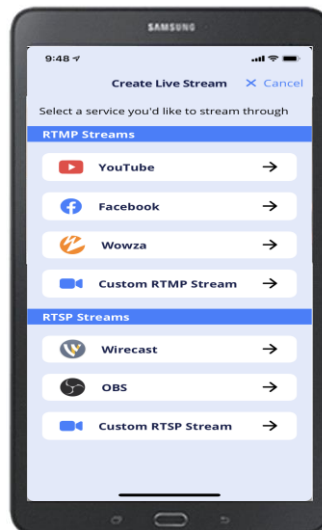 SAMSUNG
9:48
Create Live Stream
× Cancel
Select a service you'd like to stream through
RTMP Streams
YouTube →
Facebook →
Wowza →
Custom RTMP Stream →
RTSP Streams
Wirecast →
OBS →
Custom RTSP Stream →